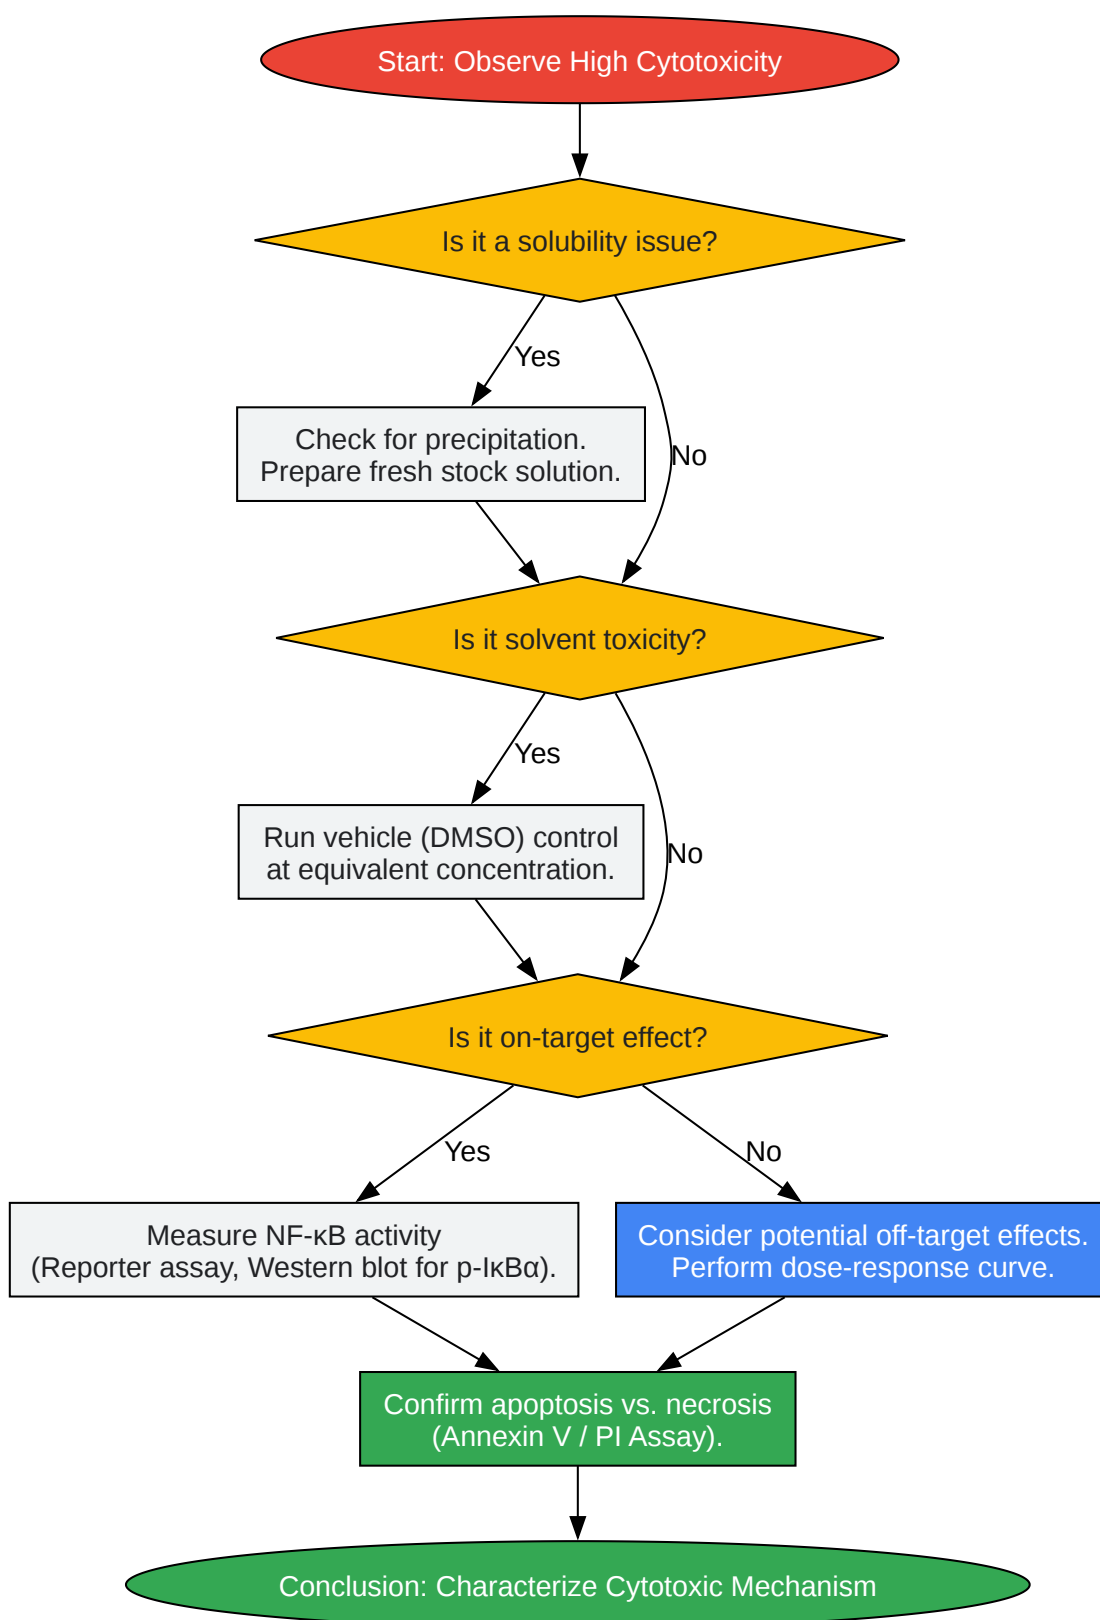 Start: Observe High Cytotoxicity
Is it a solubility issue?
Yes
Check for precipitation.
Prepare fresh stock solution.
No
Is it solvent toxicity?
Yes
Run vehicle (DMSO) control
at equivalent concentration.
No
Is it on-target effect?
Yes
No
Measure NF-κB activity
(Reporter assay, Western blot for p-IκBα).
Consider potential off-target effects.
Perform dose-response curve.
Confirm apoptosis vs. necrosis
(Annexin V / PI Assay).
Conclusion: Characterize Cytotoxic Mechanism